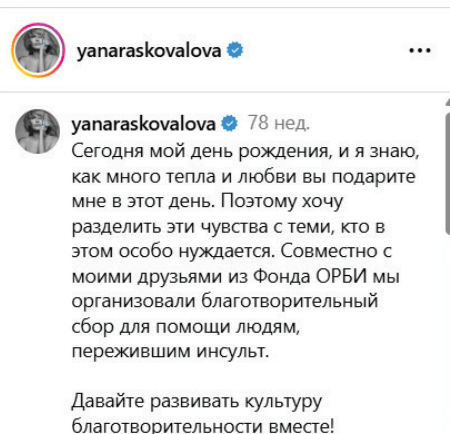 yanaraskovalova
yanaraskovalova 78 нед.
Сегодня мой день рождения, и я знаю,
как много тепла и любви вы подарите
мне в этот день. Поэтому хочу
разделить эти чувства с теми, кто в
этом особо нуждается. Совместно с
моими друзьями из Фонда ОРБИ мы
организовали благотворительный
сбор для помощи людям,
пережившим инсульт.
Давайте развивать культуру
благотворительности вместе!